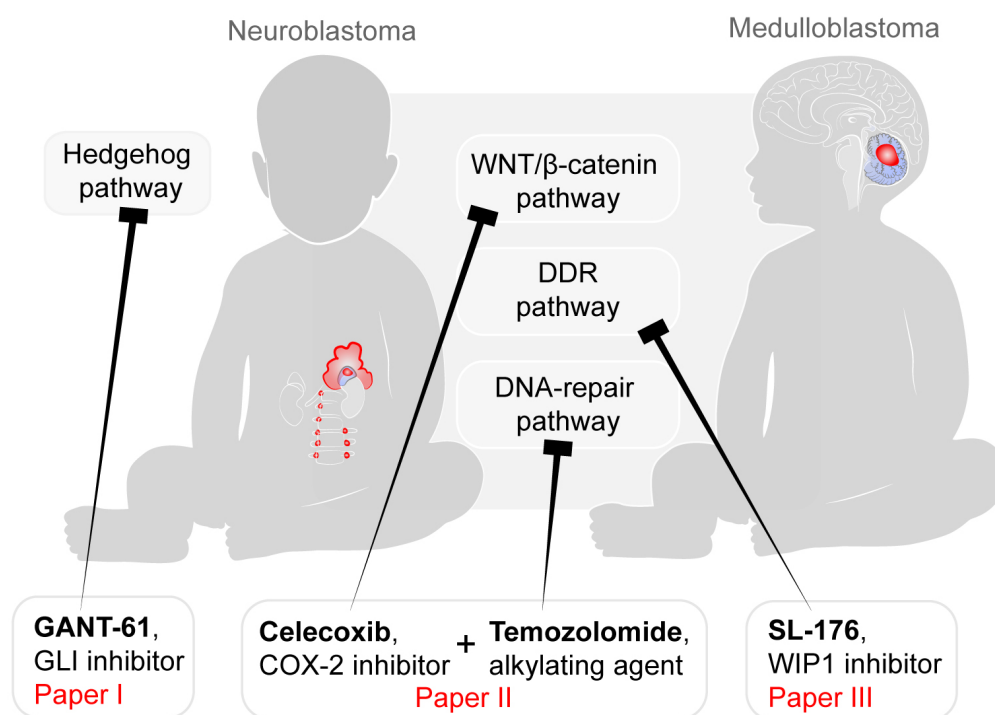 Neuroblastoma
Medulloblastoma
Hedgehog
pathway
WNT/β-catenin
pathway
DDR
pathway
DNA-repair
pathway
GANT-61,
GLI inhibitor
Paper I
Celecoxib,
COX-2 inhibitor
+
Temozolomide,
alkylating agent
Paper II
SL-176,
WIP1 inhibitor
Paper III